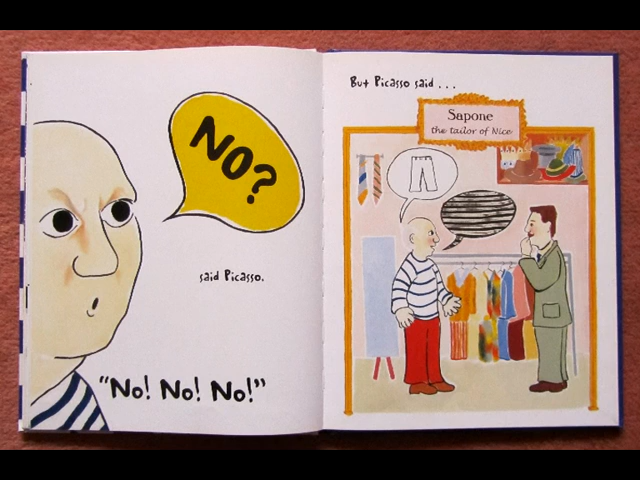 NO?
said Picasso.
"No! No! No!"
But Picasso said . . .
Sapone
the tailor of Nice